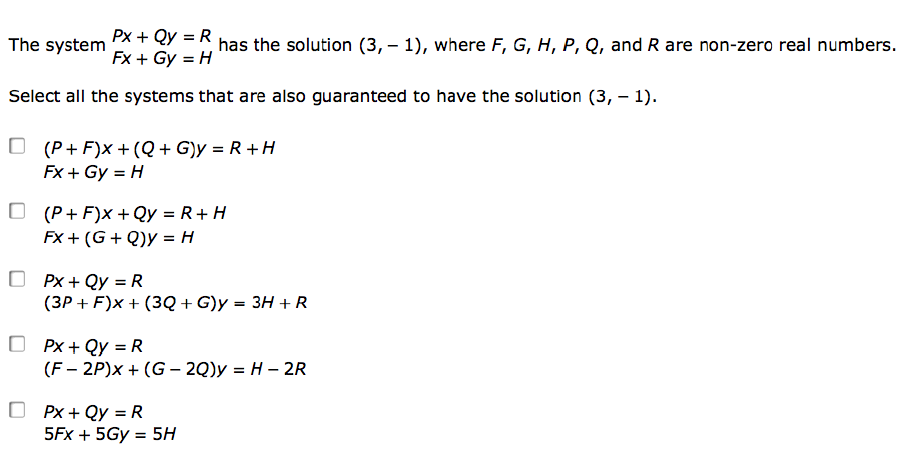 The system Px + Qy = R
Fx + Gy = H has the solution (3, – 1), where F, G, H, P, Q, and R are non-zero real numbers.
Select all the systems that are also guaranteed to have the solution (3, – 1).
(P + F)x + (Q + G)y = R + H
Fx + Gy = H
(P + F)x + Qy = R + H
Fx + (G + Q)y = H
Px + Qy = R
(3P + F)x + (3Q + G)y = 3H + R
Px + Qy = R
(F – 2P)x + (G – 2Q)y = H – 2R
Px + Qy = R
5Fx + 5Gy = 5H